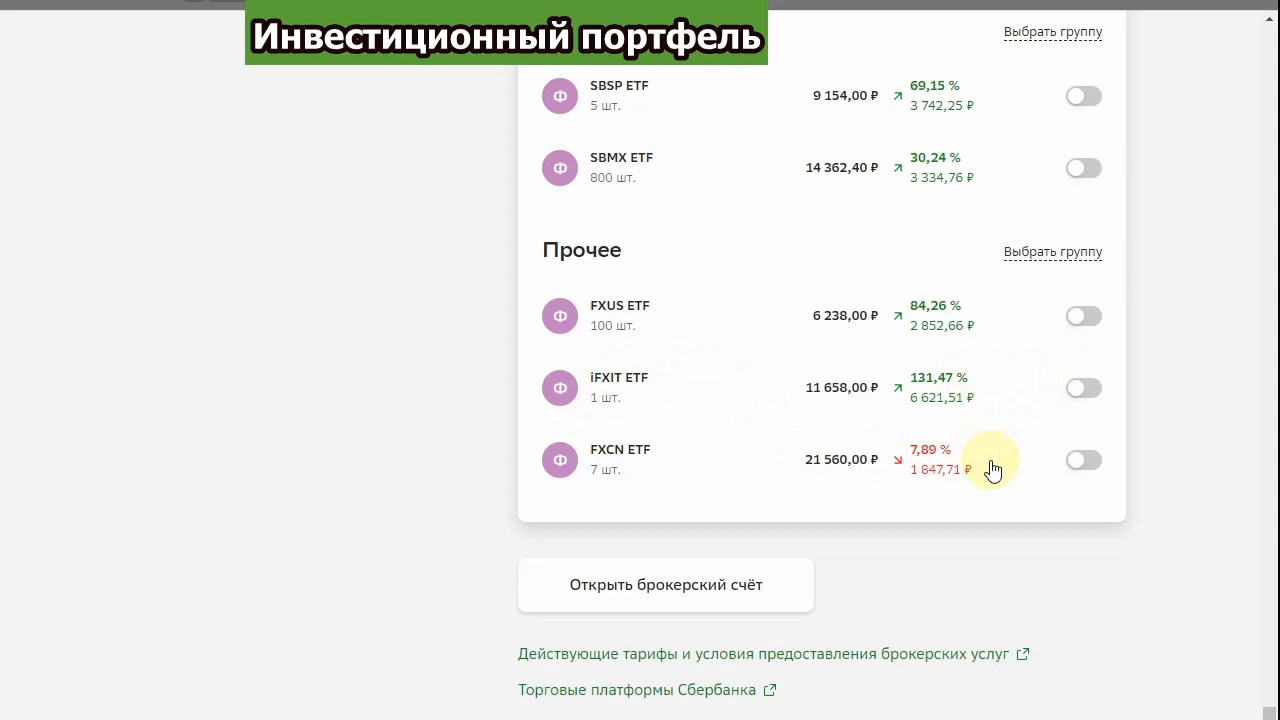 Инвестиционный портфель
Выбрать группу
Ф
SBSP ETF
5 шт.
9 154,00 ₽
69,15 %
3 742,25 ₽
Ф
SBMX ETF
800 шт.
14 362,40 ₽
30,24 %
3 334,76 ₽
Прочее
Выбрать группу
Ф
FXUS ETF
100 шт.
6 238,00 ₽
84,26 %
2 852,66 ₽
Ф
iFXIT ETF
1 шт.
11 658,00 ₽
131,47 %
6 621,51 ₽
Ф
FXCN ETF
7 шт.
21 560,00 ₽
7,89 %
1 847,71 ₽
Открыть брокерский счёт
Действующие тарифы и условия предоставления брокерских услуг
Торговые платформы Сбербанка